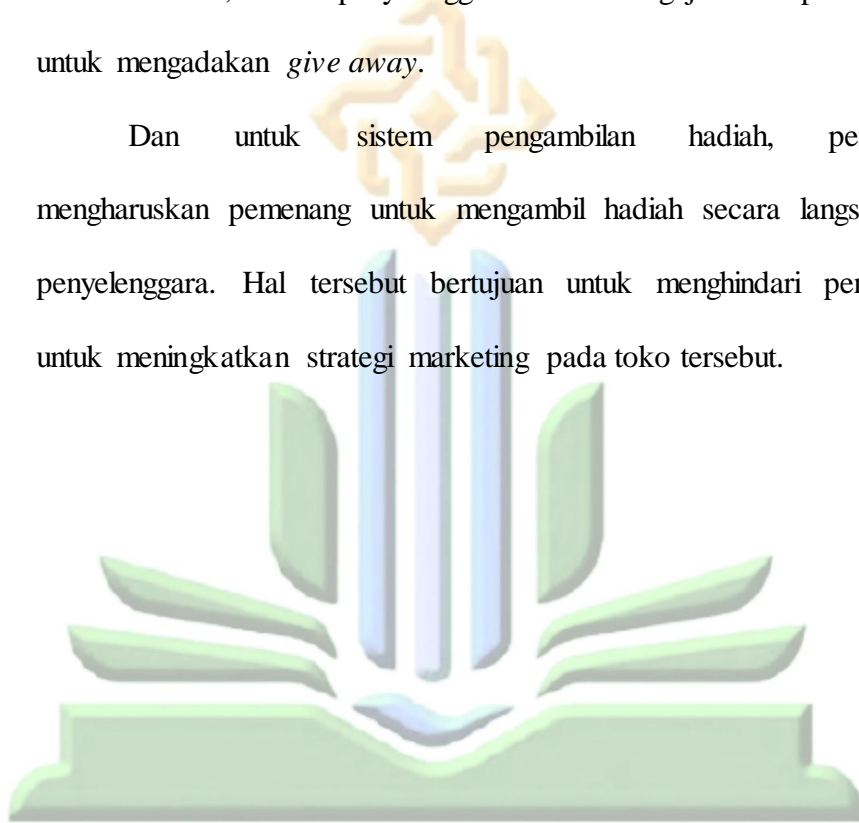 untuk mengadakan give away.
Dan untuk sistem pengambilan hadiah,
mengharuskan pemenang untuk mengambil hadiah secara
penyelenggara. Hal tersebut bertujuan untuk menghindari
untuk meningkatkan strategi marketing pada toko tersebut.